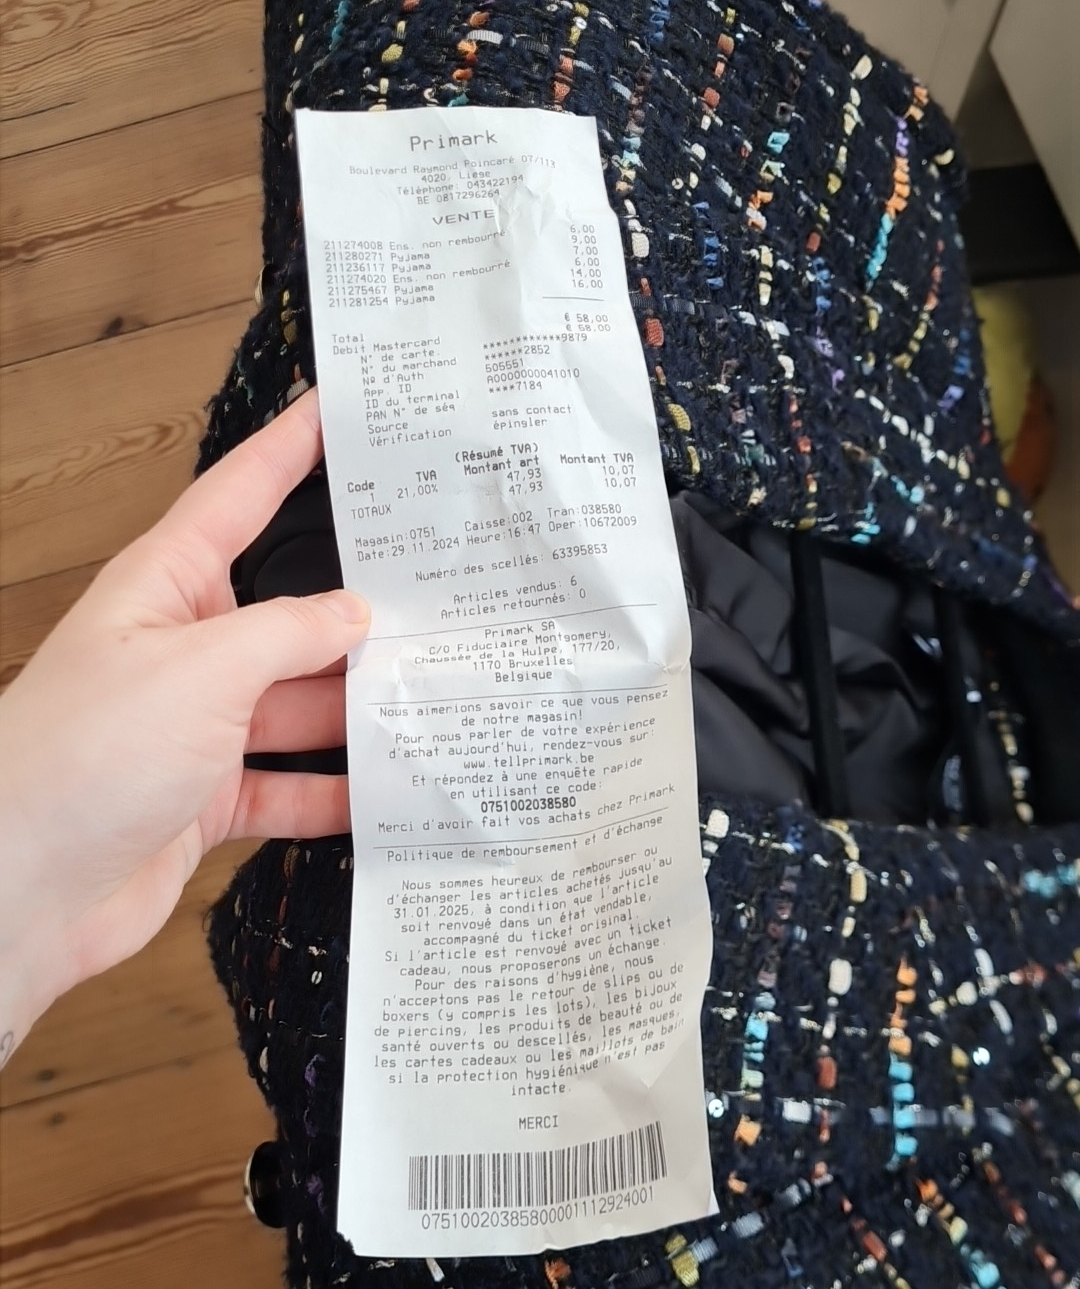 Primark
Boulevard Raymond Poincaré 07/113
4020, Liege
Téléphone: 043422194
BE 0817296264
VENTE
211274008 Ens. non remboursé 6,00
211280271 Pyjama 9,00
211236117 Pyjama 7,00
211274020 Ens. non rembourré 6,00
211275467 Pyjama 14,00
211281254 Pyjama 16,00
Total € 58,00
Debit Mastercard € 58,00
N° de carte. ************9879
N° du marchand ******2852
Nº d'Auth 505551
App. ID A0000000041010
ID du terminal ****7184
PAN N° de séq
Source sans contact
Vérification épingler
(Résumé TVA)
Code TVA Montant art Montant TVA
1 21,00% 47,93 10,07
TOTAUX 47,93 10,07
Magasin:0751 Caisse:002 Tran:038580
Date:29.11.2024 Heure:16:47 Oper:10672009
Numéro des scellés: 63395853
Articles vendus: 6
Articles retournés: 0
Primark SA
C/O Fiduciaire Montgomery,
Chaussée de la Hulpe, 177/20,
1170 Bruxelles
Belgique
Nous aimerions savoir ce que vous pensez
de notre magasin!
Pour nous parler de votre expérience
d'achat aujourd'hui, rendez-vous sur:
www.tellprimark.be
Et répondez à une enquête rapide
en utilisant ce code:
0751002038580
Merci d'avoir fait vos achats chez Primark
Politique de remboursement et d'échange
Nous sommes heureux de rembourser ou
d'échanger les articles achetés jusqu'au
31.01.2025, à condition que l'article
soit renvoyé dans un état vendable,
accompagné du ticket original.
Si l'article est renvoyé avec un ticket
cadeau, nous proposerons un échange.
Pour des raisons d'hygiène, nous
n'acceptons pas le retour de slips ou de
boxers (y compris les lots), les bijoux
de piercing, les produits de beauté ou de
santé ouverts ou descellés, les masques,
les cartes cadeaux ou les maillots de bain
si la protection hygiénique n'est pas
intacte.
MERCI
07510020385800001112924001